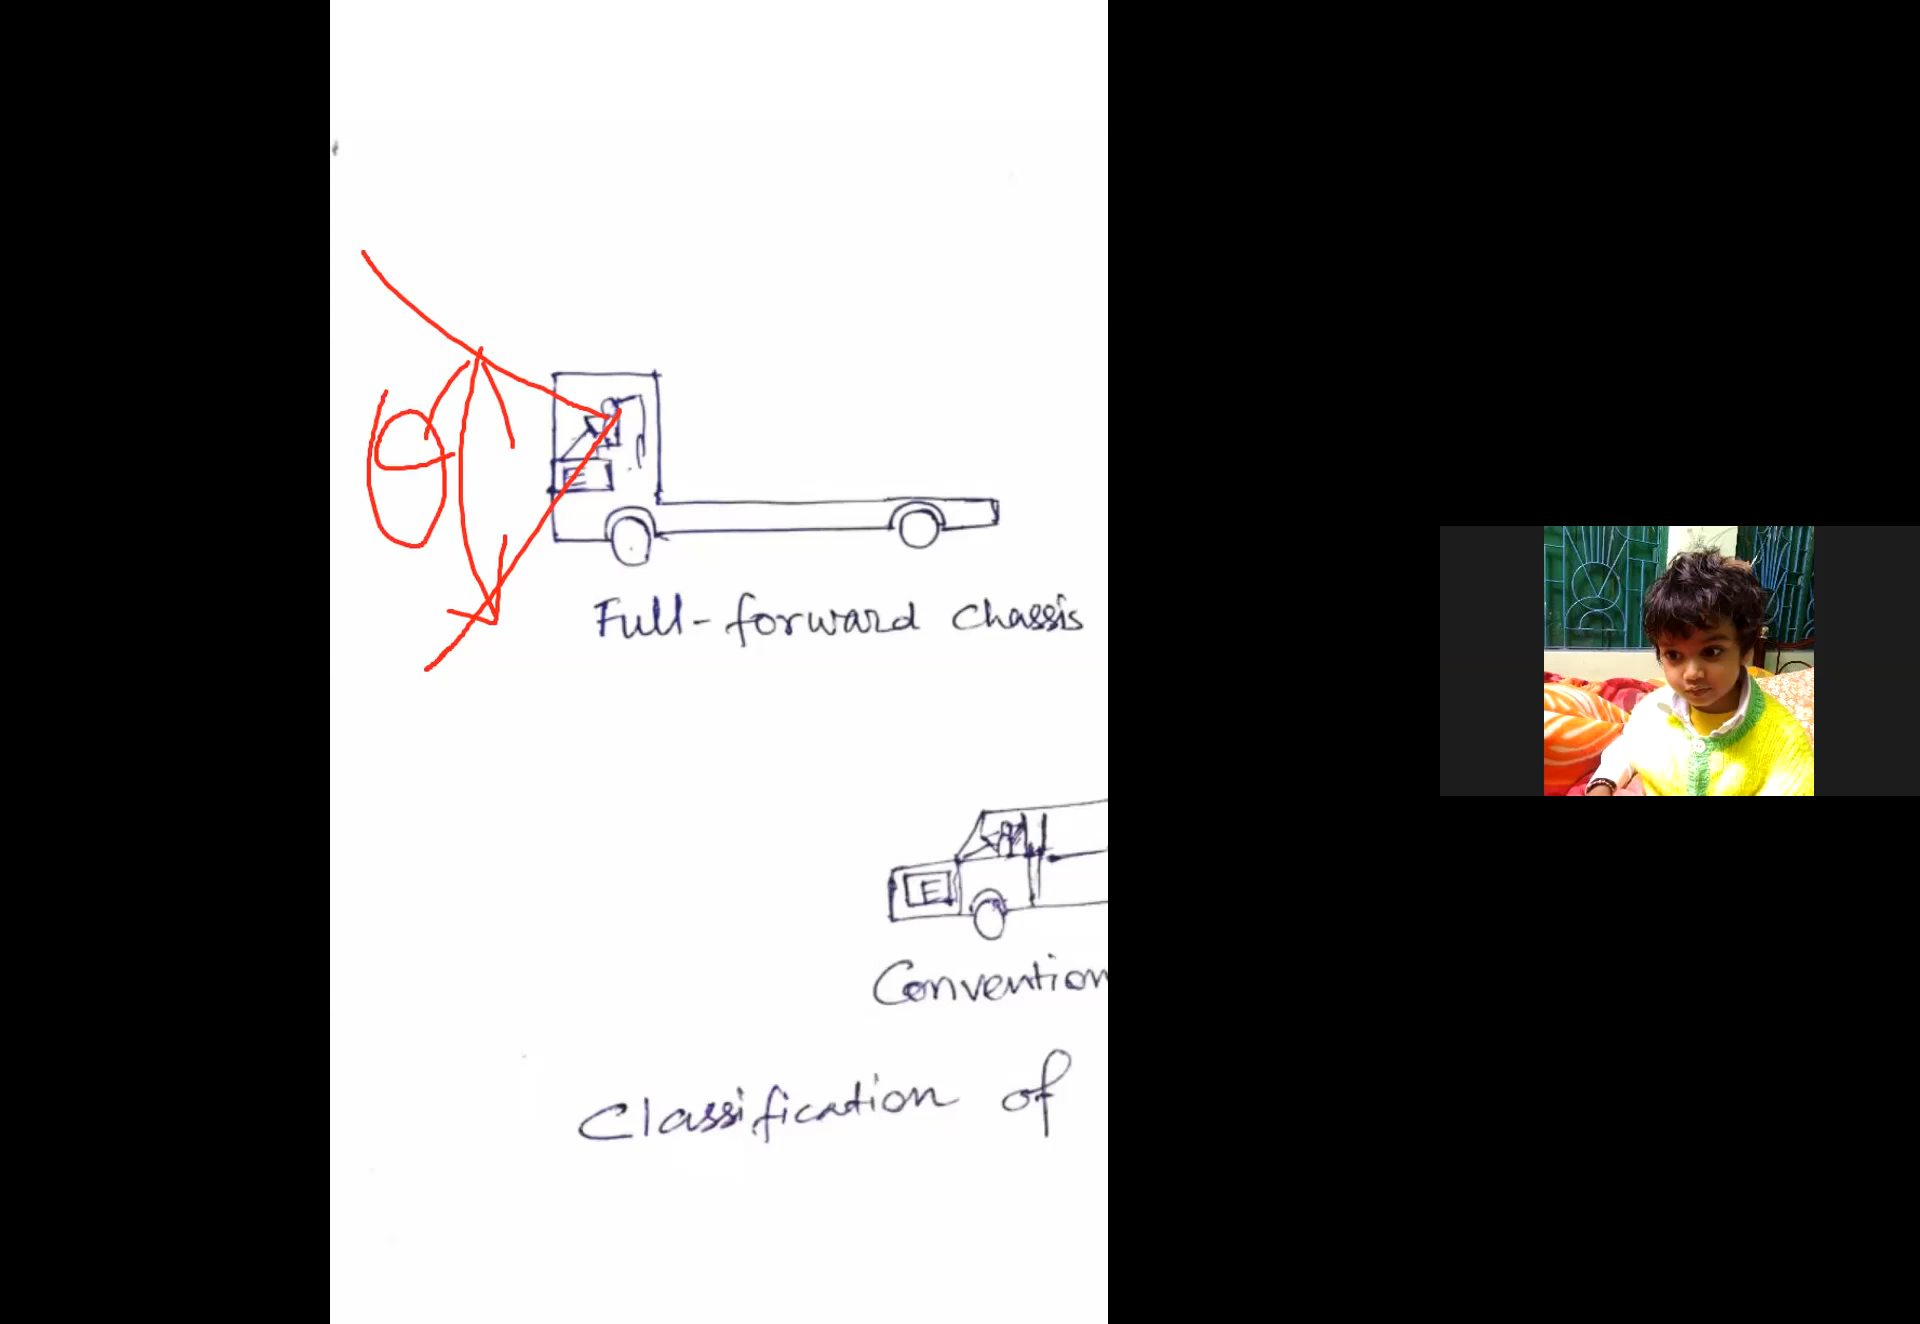 θ
E
Full-forward chassis
E
Convention
Classification of